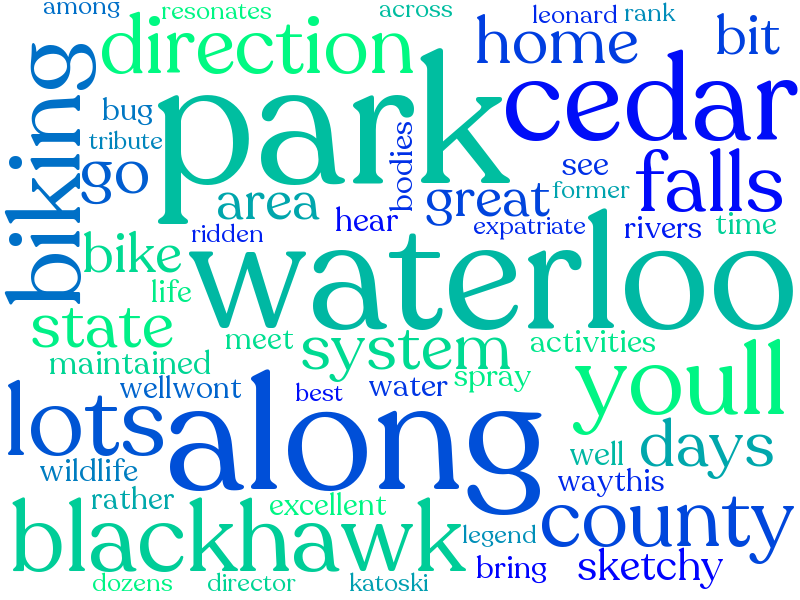 among
resonates
across
leonard
rank
direction
home
bit
biking
park
cedar
bug
tribute
go
bodies
see
falls
area
great
former
hear
ridden
expatriate
rivers
time
bike
waterloo
life
state
meet
system
activities
maintained
youll
wellwont
best
water
spray
lots
along
well
days
wildlife
waythis
rather
excellent
blackhawk
legend
county
bring
sketchy
dozens
director
katoski